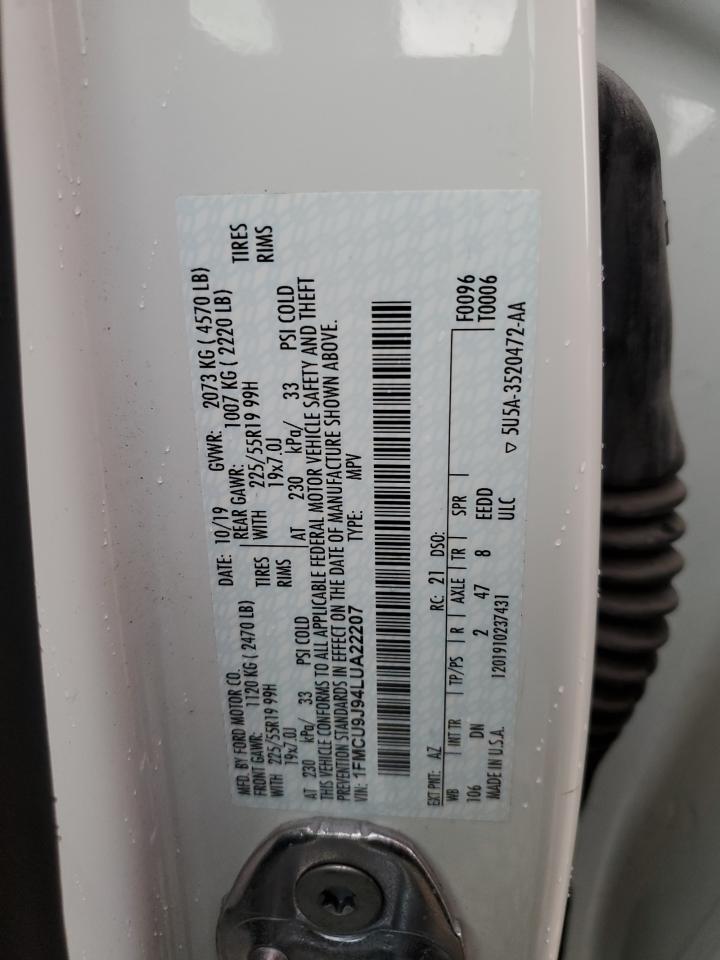 MFD. BY FORD MOTOR CO. DATE: 10/19 GVWR: 2073 KG ( 4570 LB)
FRONT GAWR: 1120 KG ( 2470 LB) REAR GAWR: 1007 KG ( 2220 LB)
WITH 225/55R19 99H TIRES WITH 225/55R19 99H TIRES
19x7.0J RIMS 19x7.0J RIMS
AT 230 kPa/ 33 PSI COLD AT 230 kPa/ 33 PSI COLD
THIS VEHICLE CONFORMS TO ALL APPLICABLE FEDERAL MOTOR VEHICLE SAFETY AND THEFT
PREVENTION STANDARDS IN EFFECT ON THE DATE OF MANUFACTURE SHOWN ABOVE.
VIN: 1FMCU9J94LUA22207 TYPE: MPV
EXT PNT: AZ RC: 21 DSO: F0096
WB INT TR TP/PS R AXLE TR SPR T0006
106 DN 2 47 8 EEDD
MADE IN U.S.A. 1201910237431 ULC ▽ 5U5A-3520472-AA